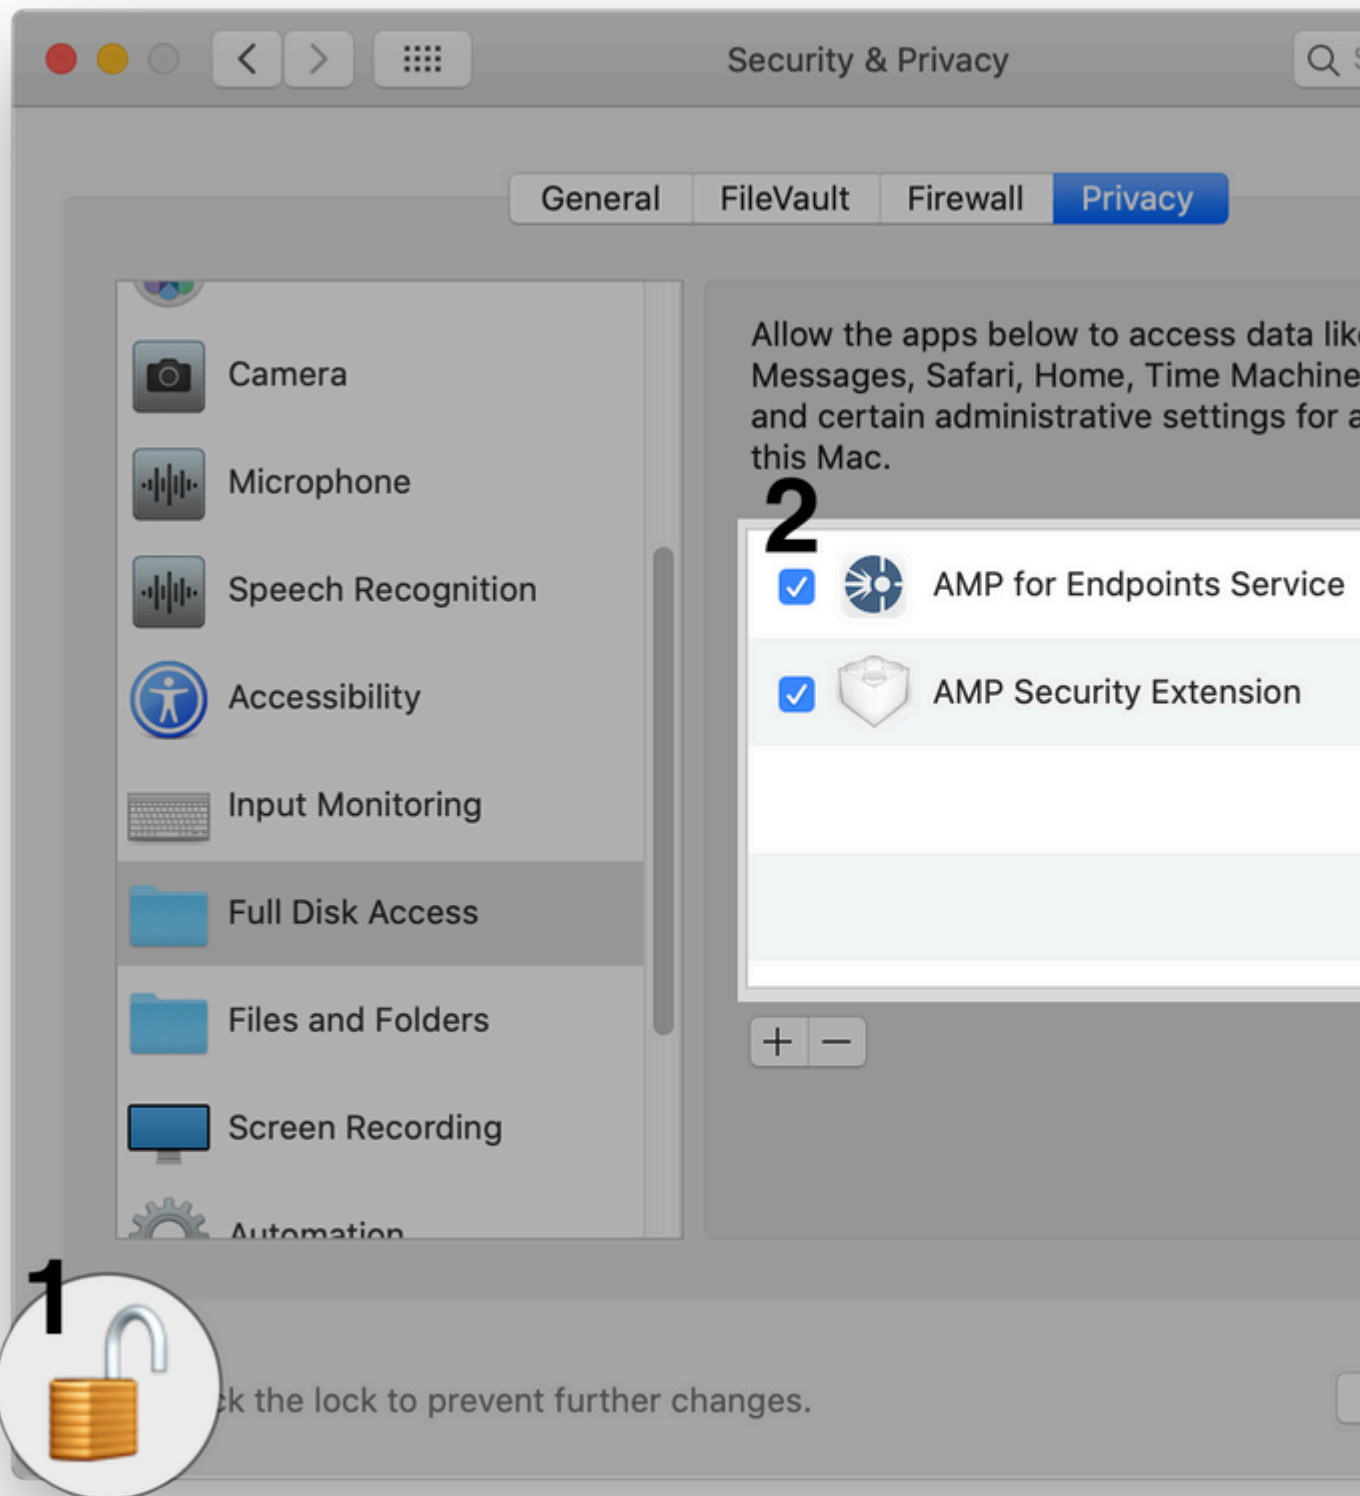 Security & Privacy
General FileVault Firewall Privacy
Camera
Microphone
Speech Recognition
Accessibility
Input Monitoring
Full Disk Access
Files and Folders
Screen Recording
Automation
Allow the apps below to access data
Messages, Safari, Home, Time Machine
and certain administrative settings for
this Mac.
2
AMP for Endpoints Service
AMP Security Extension
1
the lock to prevent further changes.